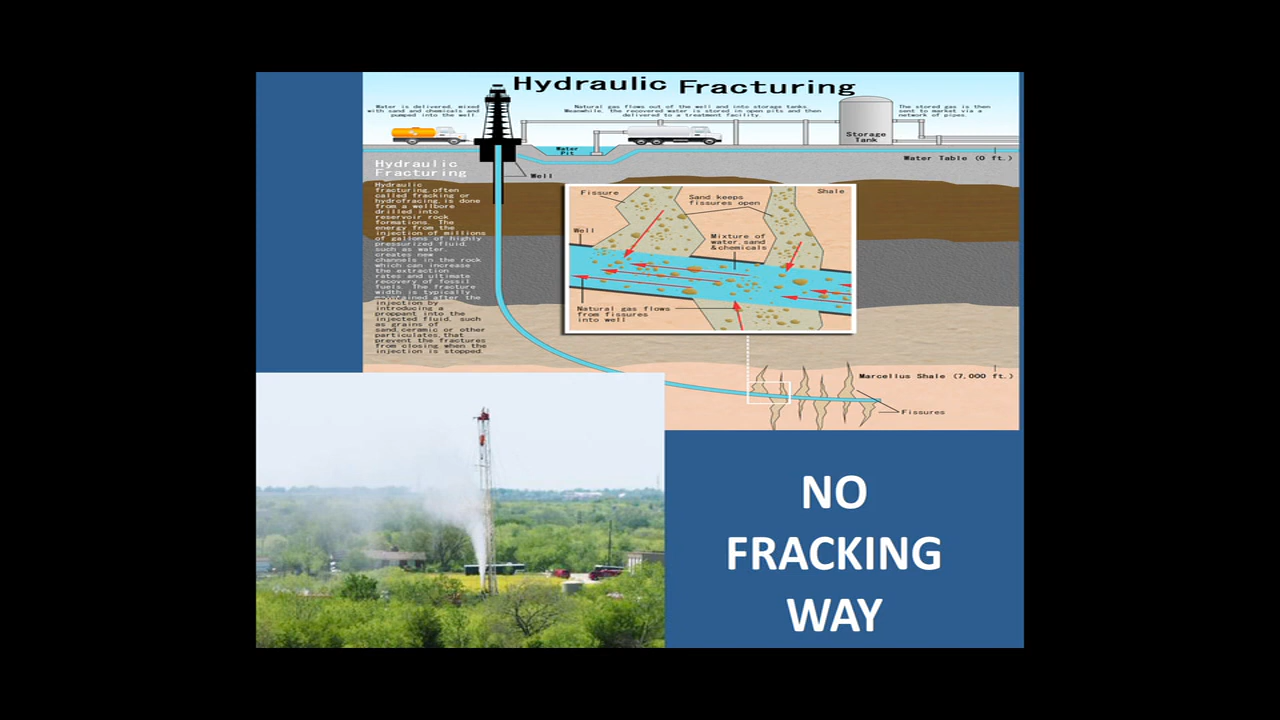 Hydraulic Fracturing
Water is delivered, mixed
with sand and chemicals and
pumped into the well
Natural gas flows out of the well and into storage tanks.
Meanwhile, the recovered water is stored in open pits and then
delivered to a treatment facility.
The stored gas is then
sent to market via a
network of pipes.
Storage
Tank
Water
Pit
Water Table (0 ft.)
Well
Hydraulic
Fracturing
Hydraulic
fracturing, often
called fracking or
hydrofracing, is done
from a wellbore
drilled into
reservoir rock
formations. The
energy from the
injection of millions
of gallons of highly
pressurized fluid,
such as water,
creates new
channels in the rock
which can increase
the extraction
rates and ultimate
recovery of fossil
fuels. The fracture
width is typically
maintained after the
injection by
introducing a
proppant into the
injected fluid, such
as grains of
sand, ceramic or other
particulates, that
prevent the fractures
from closing when the
injection is stopped.
Fissure
Sand keeps
fissures open
Shale
Well
Mixture of
water, sand
& chemicals
Natural gas flows
from fissures
into well
Marcellus Shale (7,000 ft.)
Fissures
NO
FRACKING
WAY